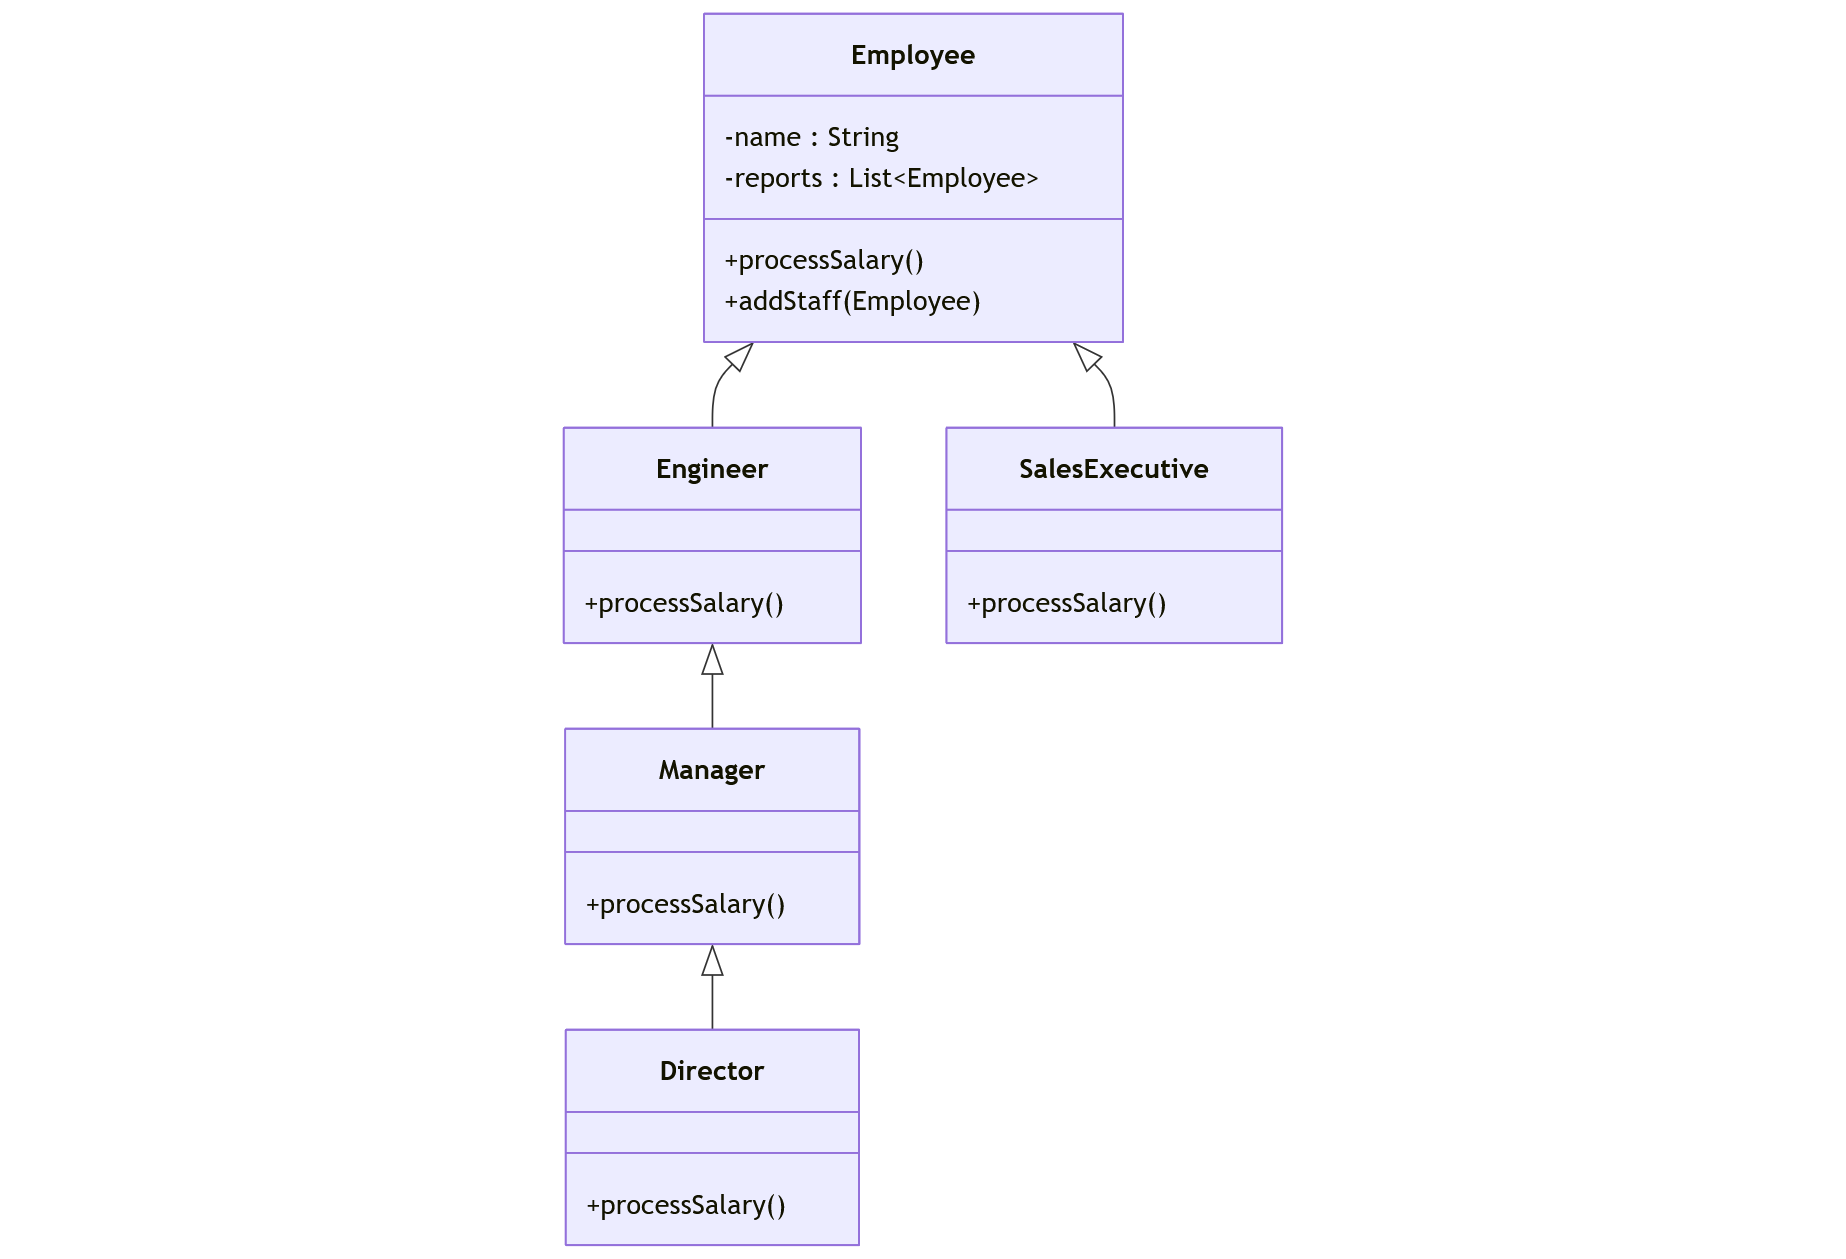 Employee
-name : String
-reports : List<Employee>
+processSalary()
+addStaff(Employee)
Engineer
+processSalary()
SalesExecutive
+processSalary()
Manager
+processSalary()
Director
+processSalary()